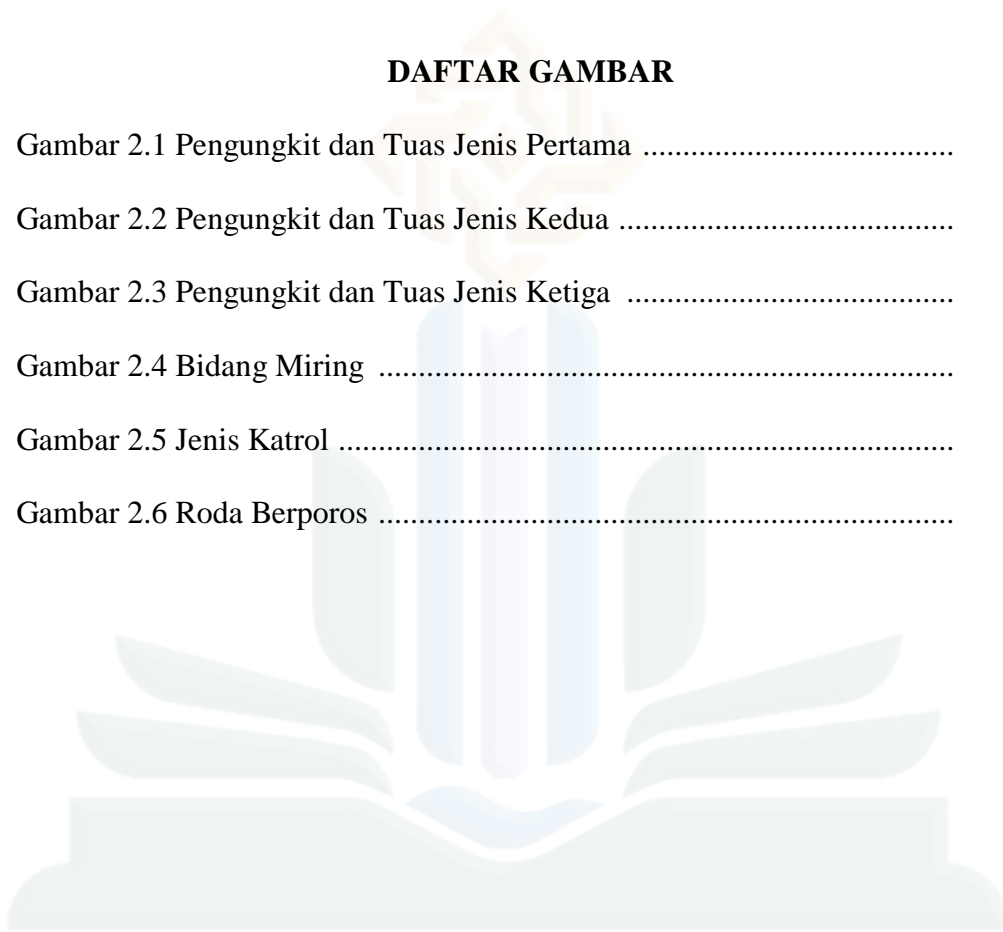 DAFTAR GAMBAR
Gambar 2.1 Pengungkit dan Tuas Jenis Pertama ......................................
Gambar 2.2 Pengungkit dan Tuas Jenis Kedua .........................................
Gambar 2.3 Pengungkit dan Tuas Jenis Ketiga ........................................
Gambar 2.4 Bidang Miring ......................................................................
Gambar 2.5 Jenis Katrol ...........................................................................
Gambar 2.6 Roda Berporos ......................................................................